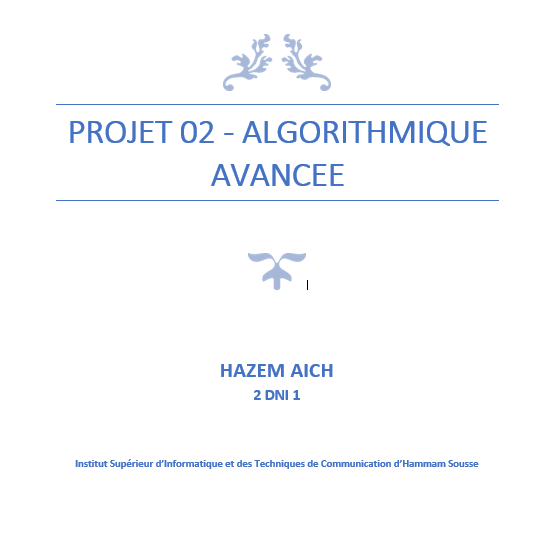 PROJET 02 - ALGORITHMIQUE
AVANCEE
HAZEM AICH
2 DNI 1
Institut Supérieur d’Informatique et des Techniques de Communication d’Hammam Sousse